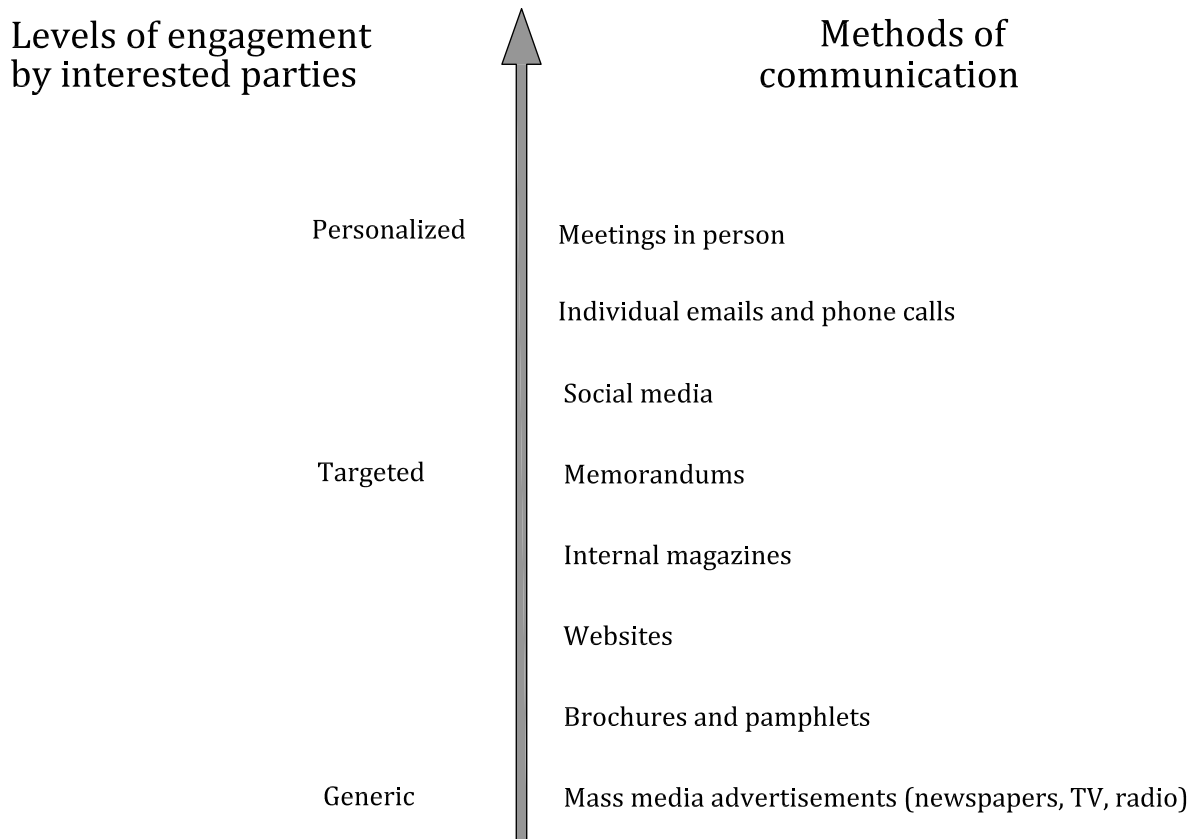 Levels of engagement
by interested parties
Methods of
communication
Personalized
Meetings in person
Individual emails and phone calls
Social media
Targeted
Memorandums
Internal magazines
Websites
Brochures and pamphlets
Generic
Mass media advertisements (newspapers, TV, radio)